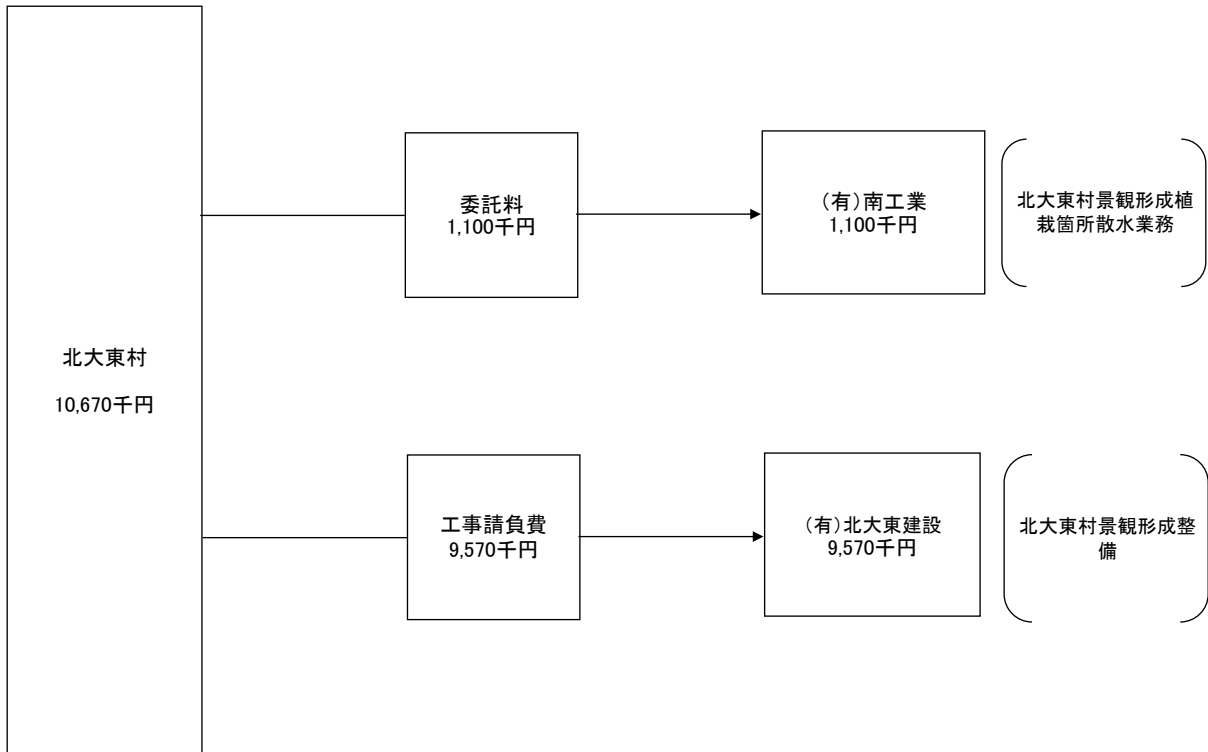 北大東村
10,670千円
委託料
1,100千円
(有)南工業
1,100千円
北大東村景観形成植
栽箇所散水業務
工事請負費
9,570千円
(有)北大東建設
9,570千円
北大東村景観形成整
備